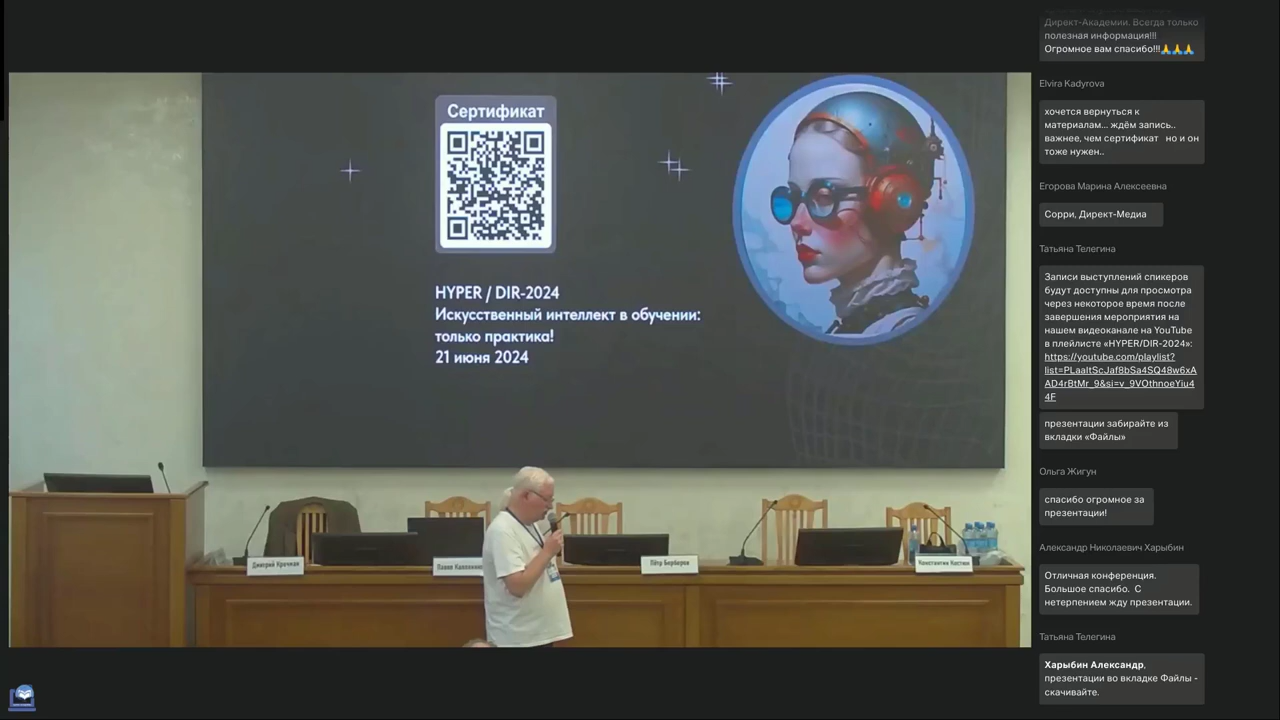 Сертификат
HYPER / DIR-2024
Искусственный интеллект в обучении:
только практика!
21 июня 2024
Дмитрий Крачкин
Павел
Пётр Берберов
Константин Костюк
Директ-Академии. Всегда только
полезная информация!!!
Огромное вам спасибо!!!🙏🙏🙏
Elvira Kadyrova
хочется вернуться к
материалам... ждём запись..
важнее, чем сертификат но и он
тоже нужен..
Егорова Марина Алексеевна
Сорри, Директ-Медиа
Татьяна Телегина
Записи выступлений спикеров
будут доступны для просмотра
через некоторое время после
завершения мероприятия на
нашем видеоканале на YouTube
в плейлисте «HYPER/DIR-2024»:
https://youtube.com/playlist?
list=PLaaItScJaf8bSa4SQ48w6xA
AD4rBtMr_9&si=v_9VOthnoeYiu4
4F
презентации забирайте из
вкладки «Файлы»
Ольга Жигун
спасибо огромное за
презентации!
Александр Николаевич Харыбин
Отличная конференция.
Большое спасибо. С
нетерпением жду презентации.
Татьяна Телегина
Харыбин Александр,
презентации во вкладке Файлы -
скачивайте.